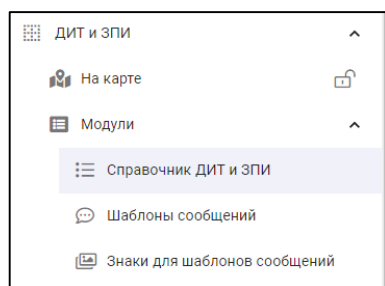 ДИТ и ЗПИ
На карте
Модули
Справочник ДИТ и ЗПИ
Шаблоны сообщений
Знаки для шаблонов сообщений